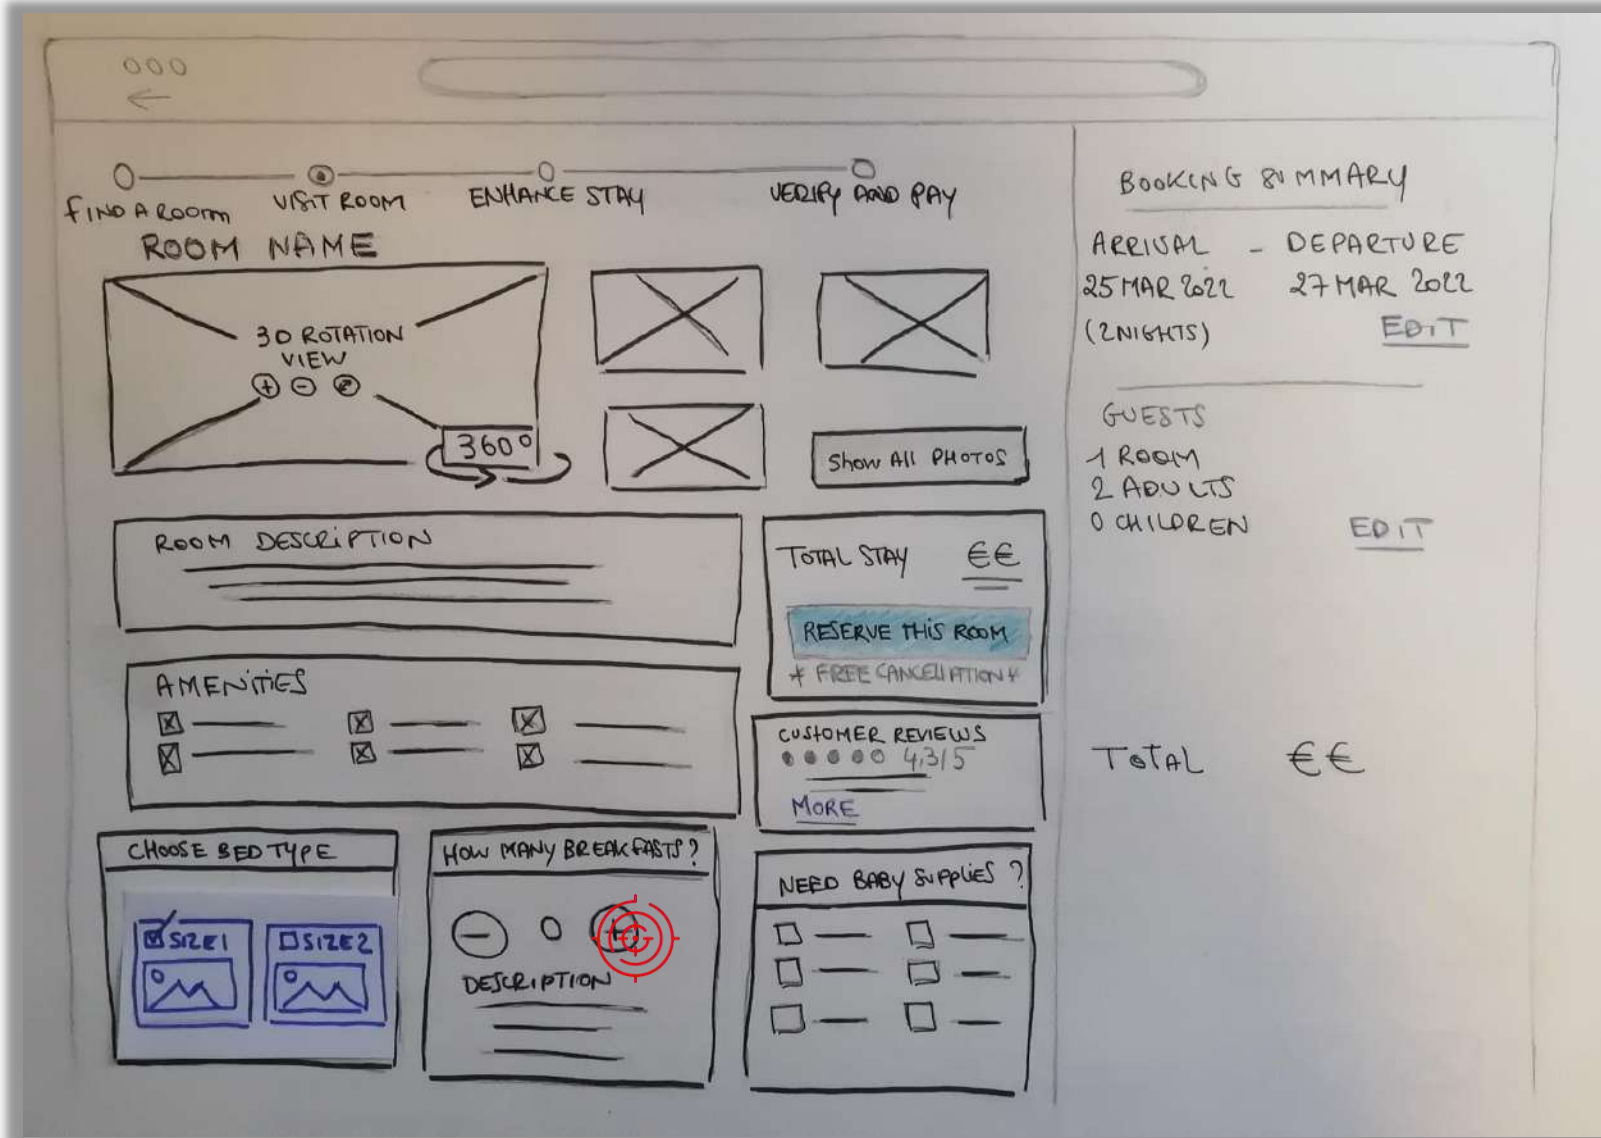 000
FIND A ROOM
VISIT ROOM
ENHANCE STAY
VERIFY AND PAY
ROOM NAME
3D ROTATION
VIEW
360°
SHOW ALL PHOTOS
ROOM DESCRIPTION
TOTAL STAY €€
RESERVE THIS ROOM
* FREE CANCELLATION *
AMENITIES
CUSTOMER REVIEWS
4,3/5
MORE
CHOOSE BED TYPE
SIZE1
SIZE2
HOW MANY BREAKFASTS?
- 0 +
DESCRIPTION
NEED BABY SUPPLIES ?
BOOKING SUMMARY
ARRIVAL - DEPARTURE
25 MAR 2022 27 MAR 2022
(2NIGHTS) EDIT
GUESTS
1 ROOM
2 ADULTS
0 CHILDREN EDIT
TOTAL €€